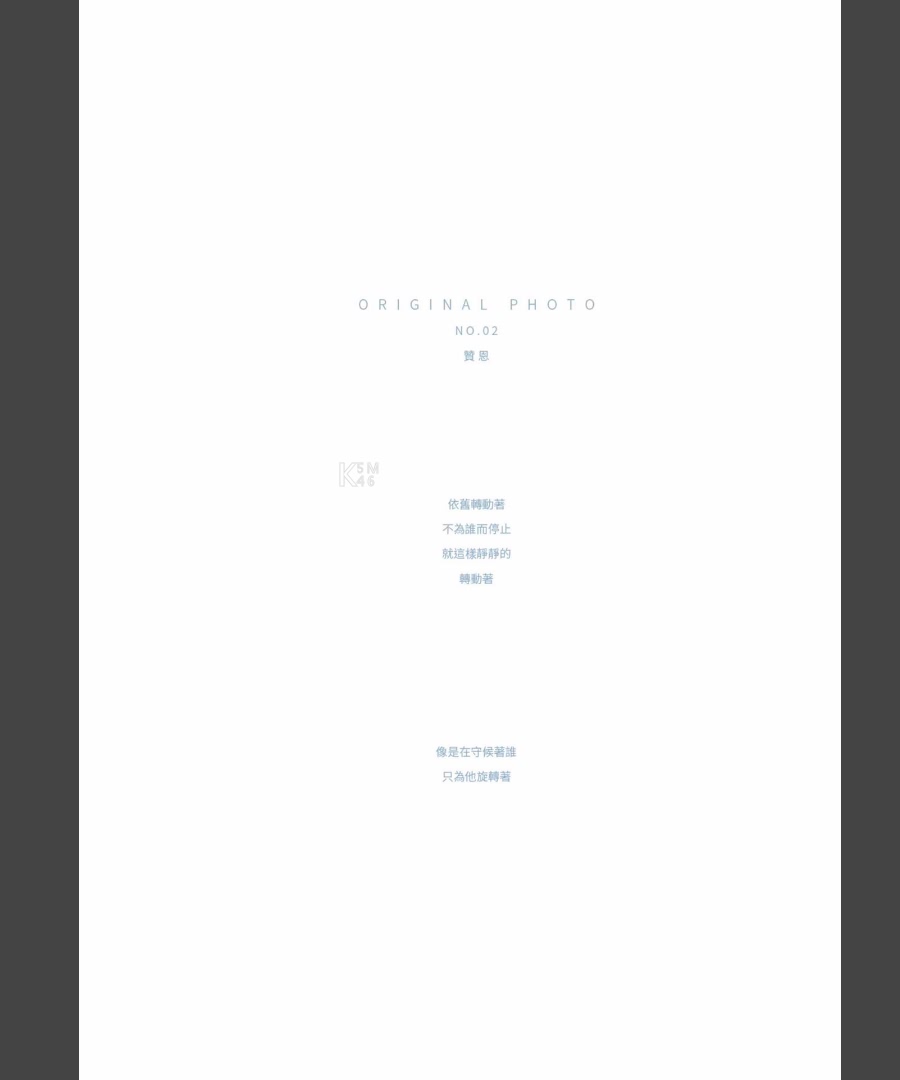 ORIGINAL PHOTO
NO.02
贊恩
K5M
46
依舊轉動著
不為誰而停止
就這樣靜靜的
轉動著
像是在守候著誰
只為他旋轉著